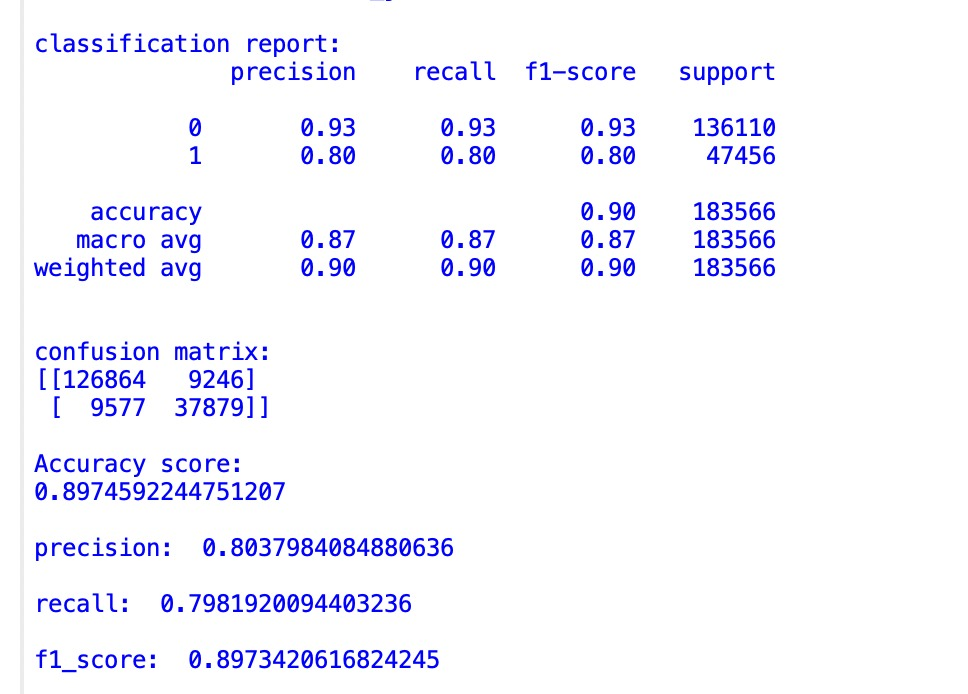 classification report:
precision recall f1-score support
0 0.93 0.93 0.93 136110
1 0.80 0.80 0.80 47456
accuracy 0.90 183566
macro avg 0.87 0.87 0.87 183566
weighted avg 0.90 0.90 0.90 183566
confusion matrix:
[[126864 9246]
[ 9577 37879]]
Accuracy score:
0.8974592244751207
precision: 0.8037984084880636
recall: 0.7981920094403236
f1_score: 0.8973420616824245